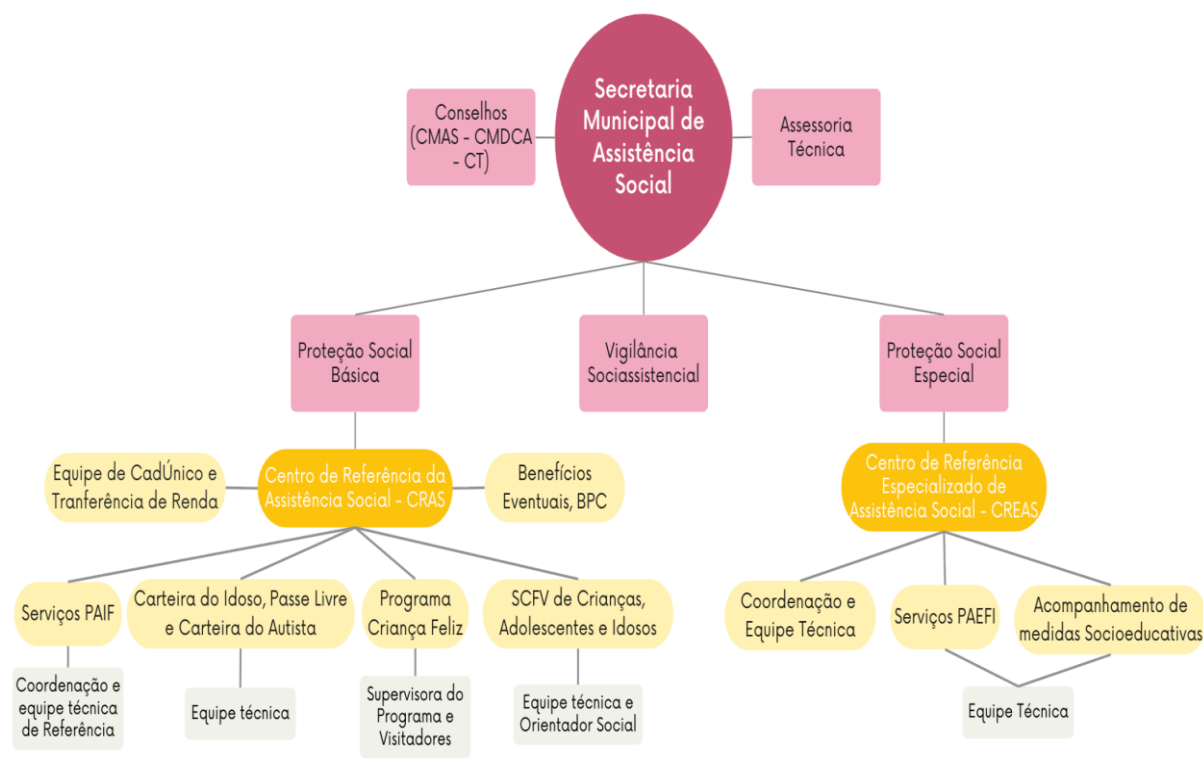 Secretaria
Municipal de
Assistência
Social
Conselhos
(CMAS - CMDCA
- CT)
Assessoria
Técnica
Proteção Social
Básica
Vigilância
Sociassistencial
Proteção Social
Especial
Equipe de CadÚnico e
Tranferência de Renda
Centro de Referência da
Assistência Social - CRAS
Benefícios
Eventuais, BPC
Centro de Referência
Especializado de
Assistência Social - CREAS
Serviços PAIF
Carteira do Idoso, Passe Livre
e Carteira do Autista
Programa
Criança Feliz
SCFV de Crianças,
Adolescentes e Idosos
Coordenação e
Equipe Técnica
Serviços PAEFI
Acompanhamento de
medidas Socioeducativas
Coordenação e
equipe técnica
de Referência
Equipe técnica
Supervisora do
Programa e
Visitadores
Equipe técnica e
Orientador Social
Equipe Técnica